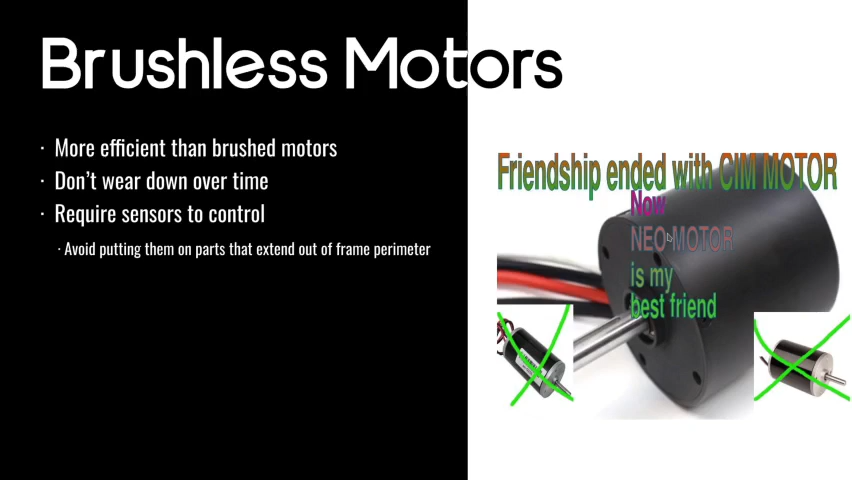 Brushless Motors
· More efficient than brushed motors
· Don't wear down over time
· Require sensors to control
· Avoid putting them on parts that extend out of frame perimeter
Friendship ended with CIM MOTOR
Now
NEO MOTOR
is my
best friend